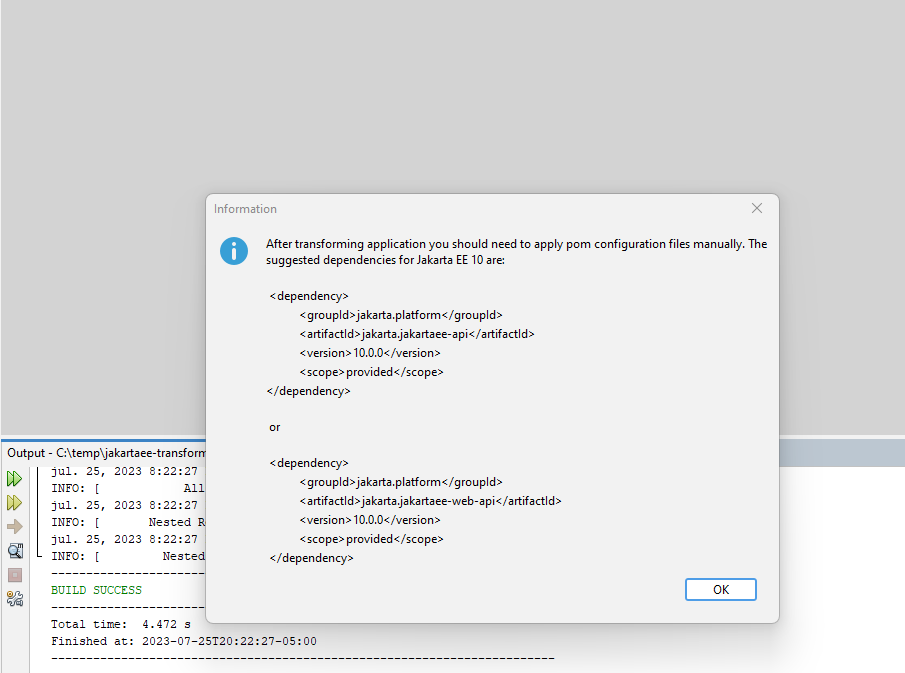 Information
After transforming application you should need to apply pom configuration files manually. The
suggested dependencies for Jakarta EE 10 are:
<dependency>
<groupId>jakarta.platform</groupId>
<artifactId>jakarta.jakartaee-api</artifactId>
<version>10.0.0</version>
<scope>provided</scope>
</dependency>
or
<dependency>
<groupId>jakarta.platform</groupId>
<artifactId>jakarta.jakartaee-web-api</artifactId>
<version>10.0.0</version>
<scope>provided</scope>
</dependency>
OK
Output - C:\temp\jakartaee-transform
jul. 25, 2023 8:22:27
INFO: [ All
jul. 25, 2023 8:22:27
INFO: [ Nested R
jul. 25, 2023 8:22:27
INFO: [ Nested
------------------------------------------------------------------------
BUILD SUCCESS
------------------------------------------------------------------------
Total time: 4.472 s
Finished at: 2023-07-25T20:22:27-05:00
------------------------------------------------------------------------